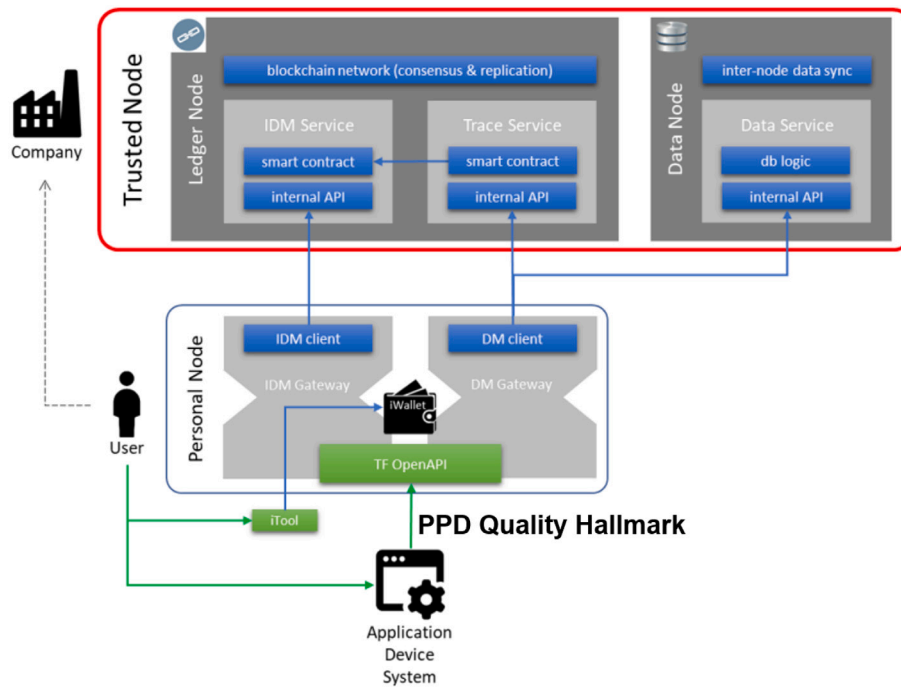 Trusted Node
Ledger Node
blockchain network (consensus & replication)
IDM Service
smart contract
internal API
Trace Service
smart contract
internal API
Data Node
inter-node data sync
Data Service
db logic
internal API
Company
Personal Node
IDM client
IDM Gateway
DM client
DM Gateway
iWallet
TF OpenAPI
User
iTool
PPD Quality Hallmark
Application
Device
System